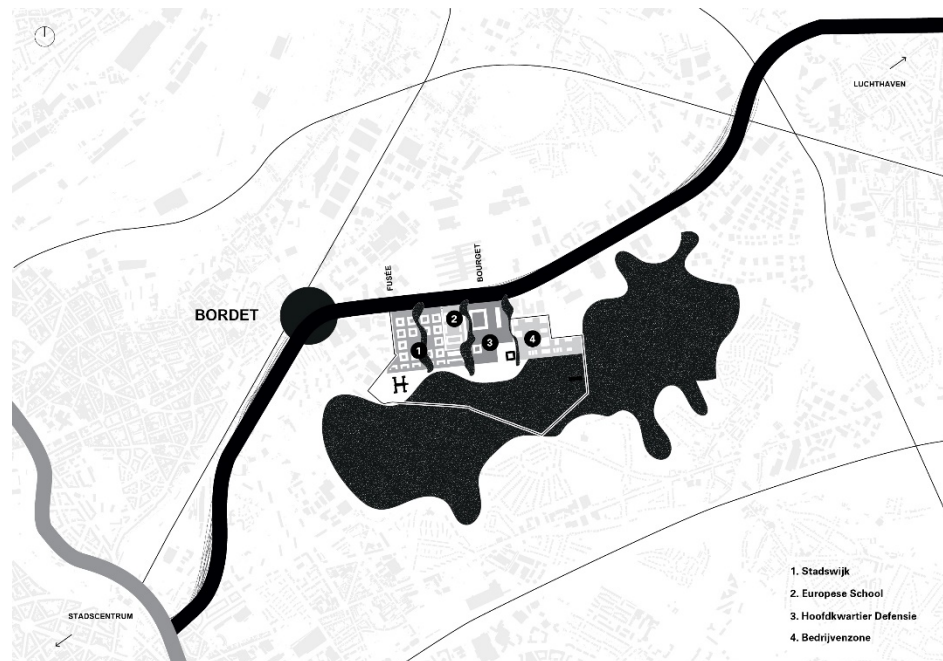 LUCHTHAVEN
FUSÉE
BOURGET
BORDET
1
2
3
4
STADSCENTRUM
1. Stadswijk
2. Europese School
3. Hoofdkwartier Defensie
4. Bedrijvenzone